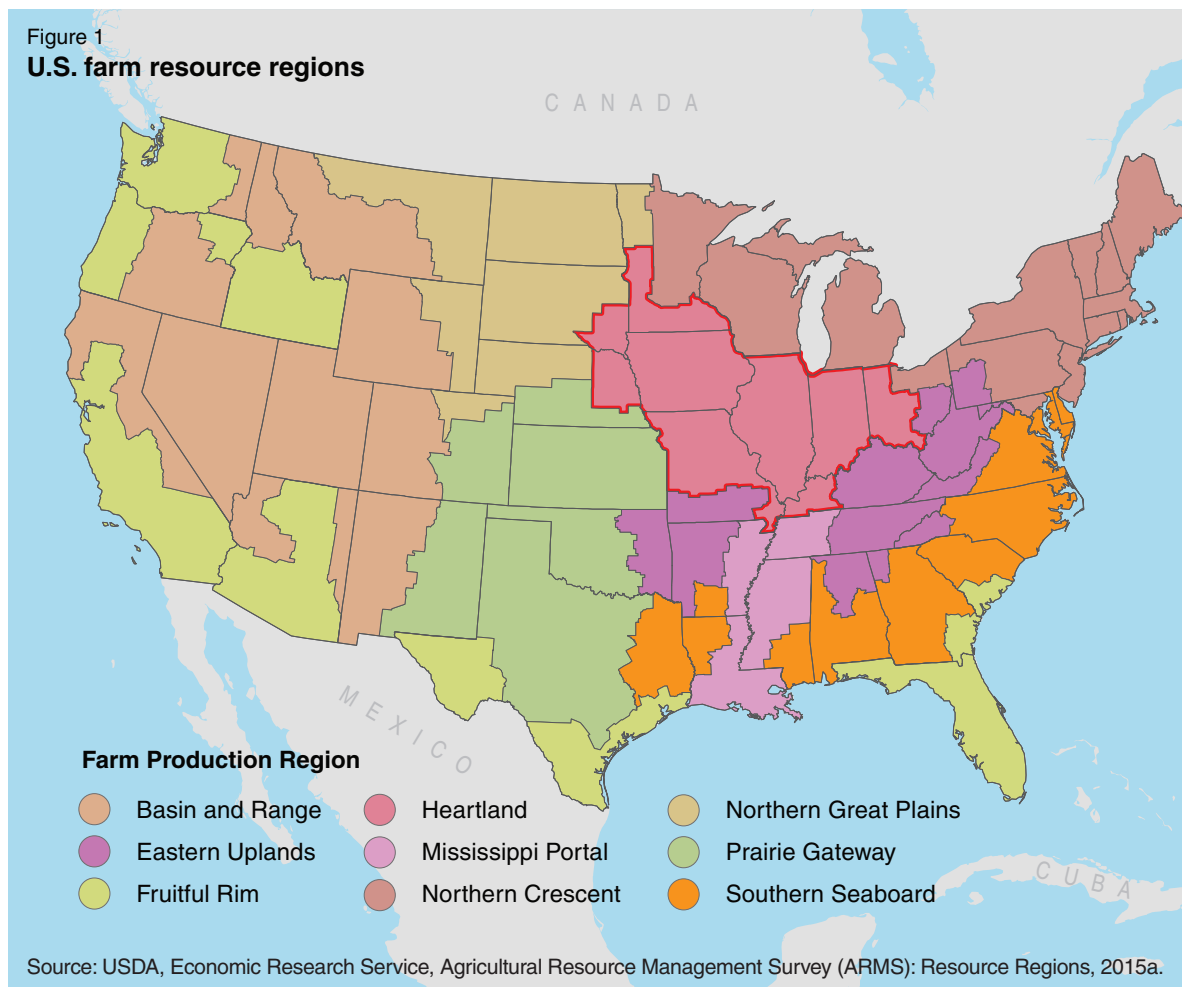 Figure 1
U.S. farm resource regions
CANADA
MEXICO
CUBA
Farm Production Region
Basin and Range
Eastern Uplands
Fruitful Rim
Heartland
Mississippi Portal
Northern Crescent
Northern Great Plains
Prairie Gateway
Southern Seaboard
Source: USDA, Economic Research Service, Agricultural Resource Management Survey (ARMS): Resource Regions, 2015a.